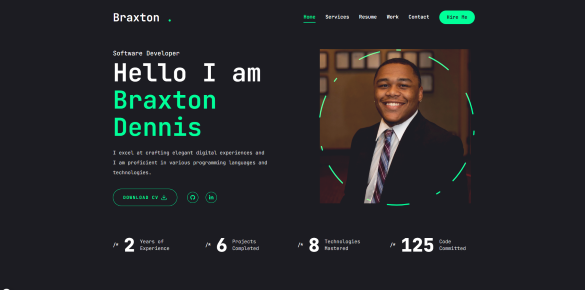 Braxton .
Home Services Resume Work Contact Hire Me
Software Developer
Hello I am
Braxton
Dennis
I excel at crafting elegant digital experiences and
I am proficient in various programming languages and
technologies.
DOWNLOAD CV
in
/* 2 Years of
Experience
/* 6 Projects
Completed
/* 8 Technologies
Mastered
/* 125 Code
Committed